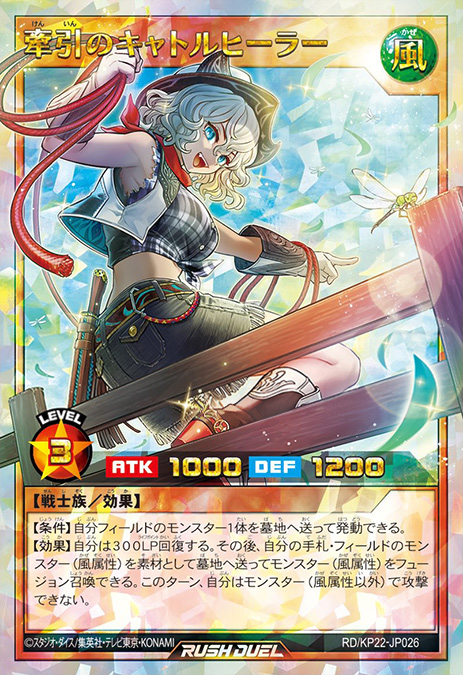 牽引のキャトルヒーラー
けん いん
風
かぜ
LEVEL
3
ATK 1000 DEF 1200
【戦士族／効果】
【条件】自分フィールドのモンスター1体を墓地へ送って発動できる。
【効果】自分は300LP回復する。その後、自分の手札・フィールドのモン
スター（風属性）を素材として墓地へ送ってモンスター（風属性）をフュー
ジョン召喚できる。このターン、自分はモンスター（風属性以外）で攻撃
できない。
©スタジオ・ダイス/集英社・テレビ東京・KONAMI
RUSH DUEL
RD/KP22-JP026